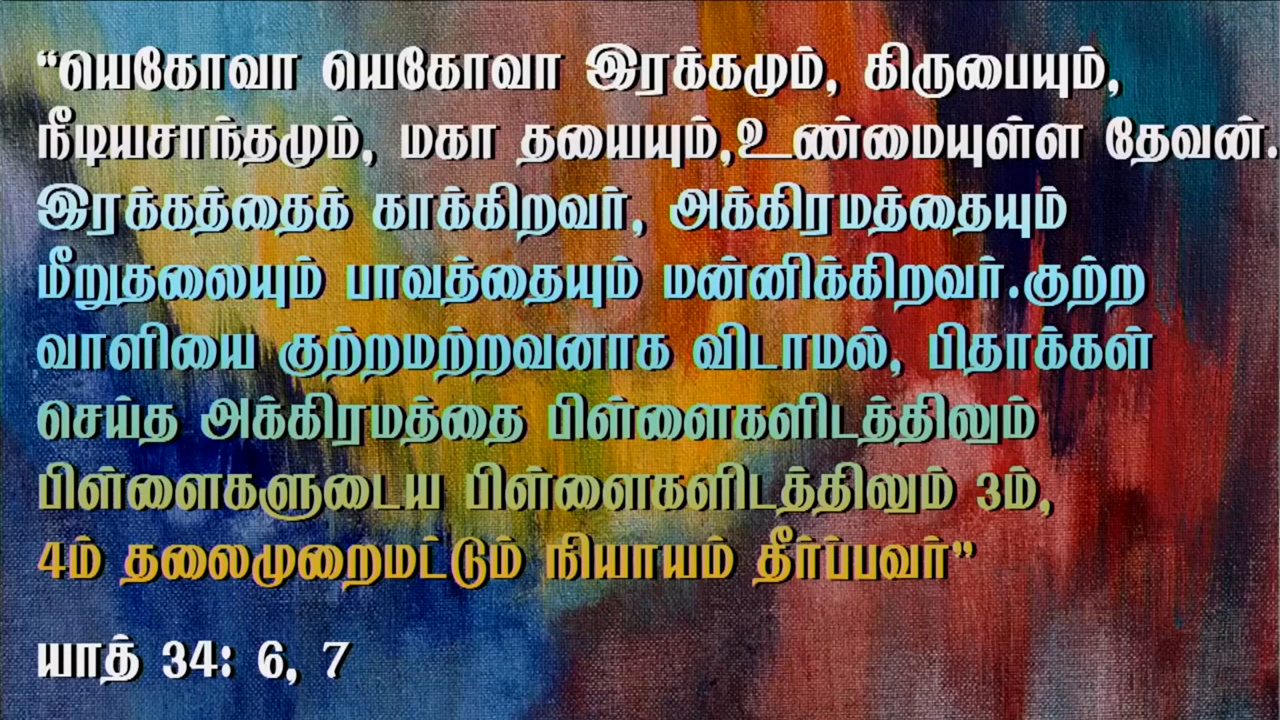 “யெகோவா யெகோவா இரக்கமும், கிருபையும்,
நீடியசாந்தமும், மகா தயையும்,உண்மையுள்ள தேவன்.
இரக்கத்தைக் காக்கிறவர், அக்கிரமத்தையும்
மீறுதலையும் பாவத்தையும் மன்னிக்கிறவர்.குற்ற
வாளியை குற்றமற்றவனாக விடாமல், பிதாக்கள்
செய்த அக்கிரமத்தை பிள்ளைகளிடத்திலும்
பிள்ளைகளுடைய பிள்ளைகளிடத்திலும் 3ம்,
4ம் தலைமுறைமட்டும் நியாயம் தீர்ப்பவர்”
யாத் 34: 6, 7